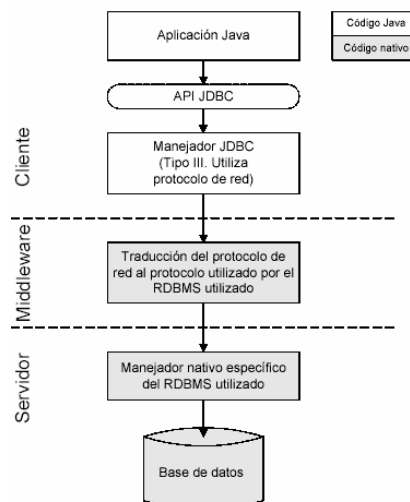 Aplicación Java
Código Java
Código nativo
API JDBC
Manejador JDBC
(Tipo III. Utiliza
protocolo de red)
Cliente
Traducción del protocolo de
red al protocolo utilizado por el
RDBMS utilizado
Middleware
Manejador nativo específico
del RDBMS utilizado
Servidor
Base de datos